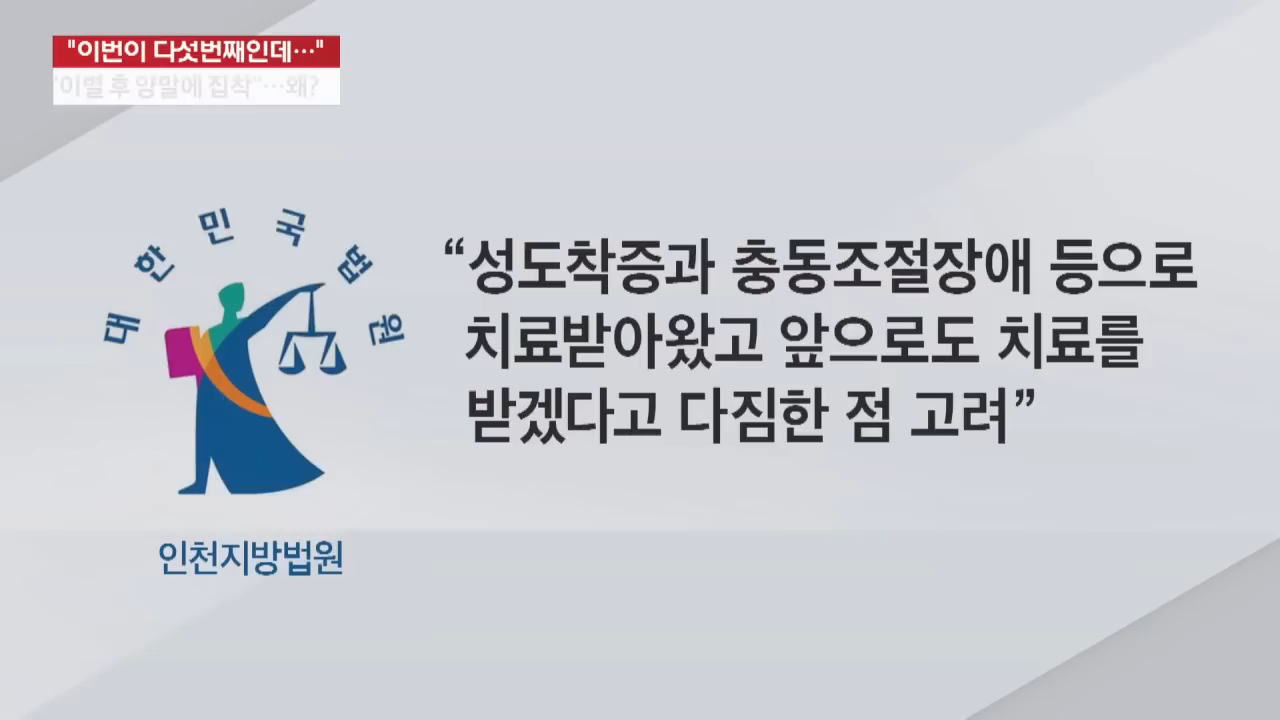 "이번이 다섯번째인데…"
"이별 후 양말에 집착"…왜?
대한민국법원
인천지방법원
“성도착증과 충동조절장애 등으로
치료받아왔고 앞으로도 치료를
받겠다고 다짐한 점 고려”